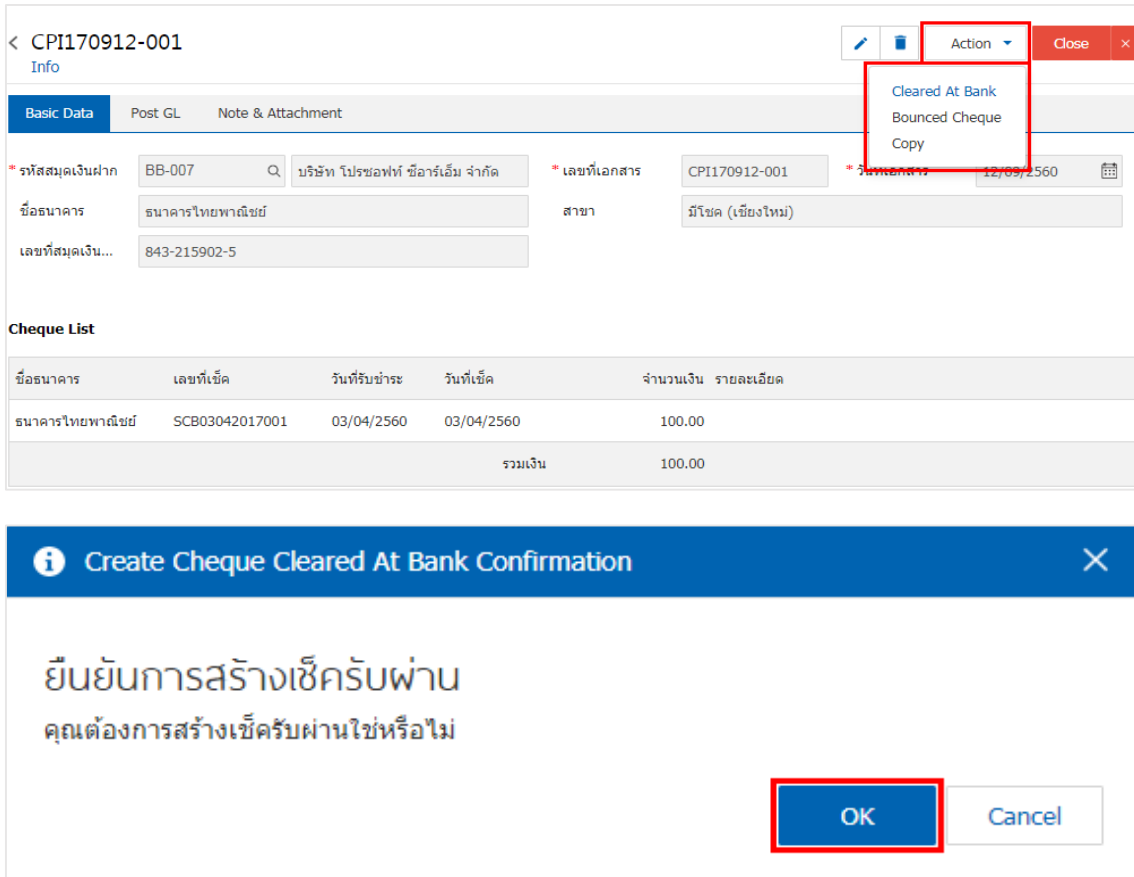 < CPI170912-001
Info
Action
Close ×
Cleared At Bank
Bounced Cheque
Copy
Basic Data Post GL Note & Attachment
* รหัสสมุดเงินฝาก BB-007 บริษัท โปรซอฟท์ ซีอาร์เอ็ม จำกัด * เลขที่เอกสาร CPI170912-001 * วันที่เอกสาร 12/09/2560
ชื่อธนาคาร ธนาคารไทยพาณิชย์ สาขา มีโชค (เชียงใหม่)
เลขที่สมุดเงิน... 843-215902-5
Cheque List
ชื่อธนาคาร เลขที่เช็ค วันที่รับชำระ วันที่เช็ค จำนวนเงิน รายละเอียด
ธนาคารไทยพาณิชย์ SCB03042017001 03/04/2560 03/04/2560 100.00
รวมเงิน 100.00
Create Cheque Cleared At Bank Confirmation
ยืนยันการสร้างเช็ครับผ่าน
คุณต้องการสร้างเช็ครับผ่านใช่หรือไม่
OK Cancel